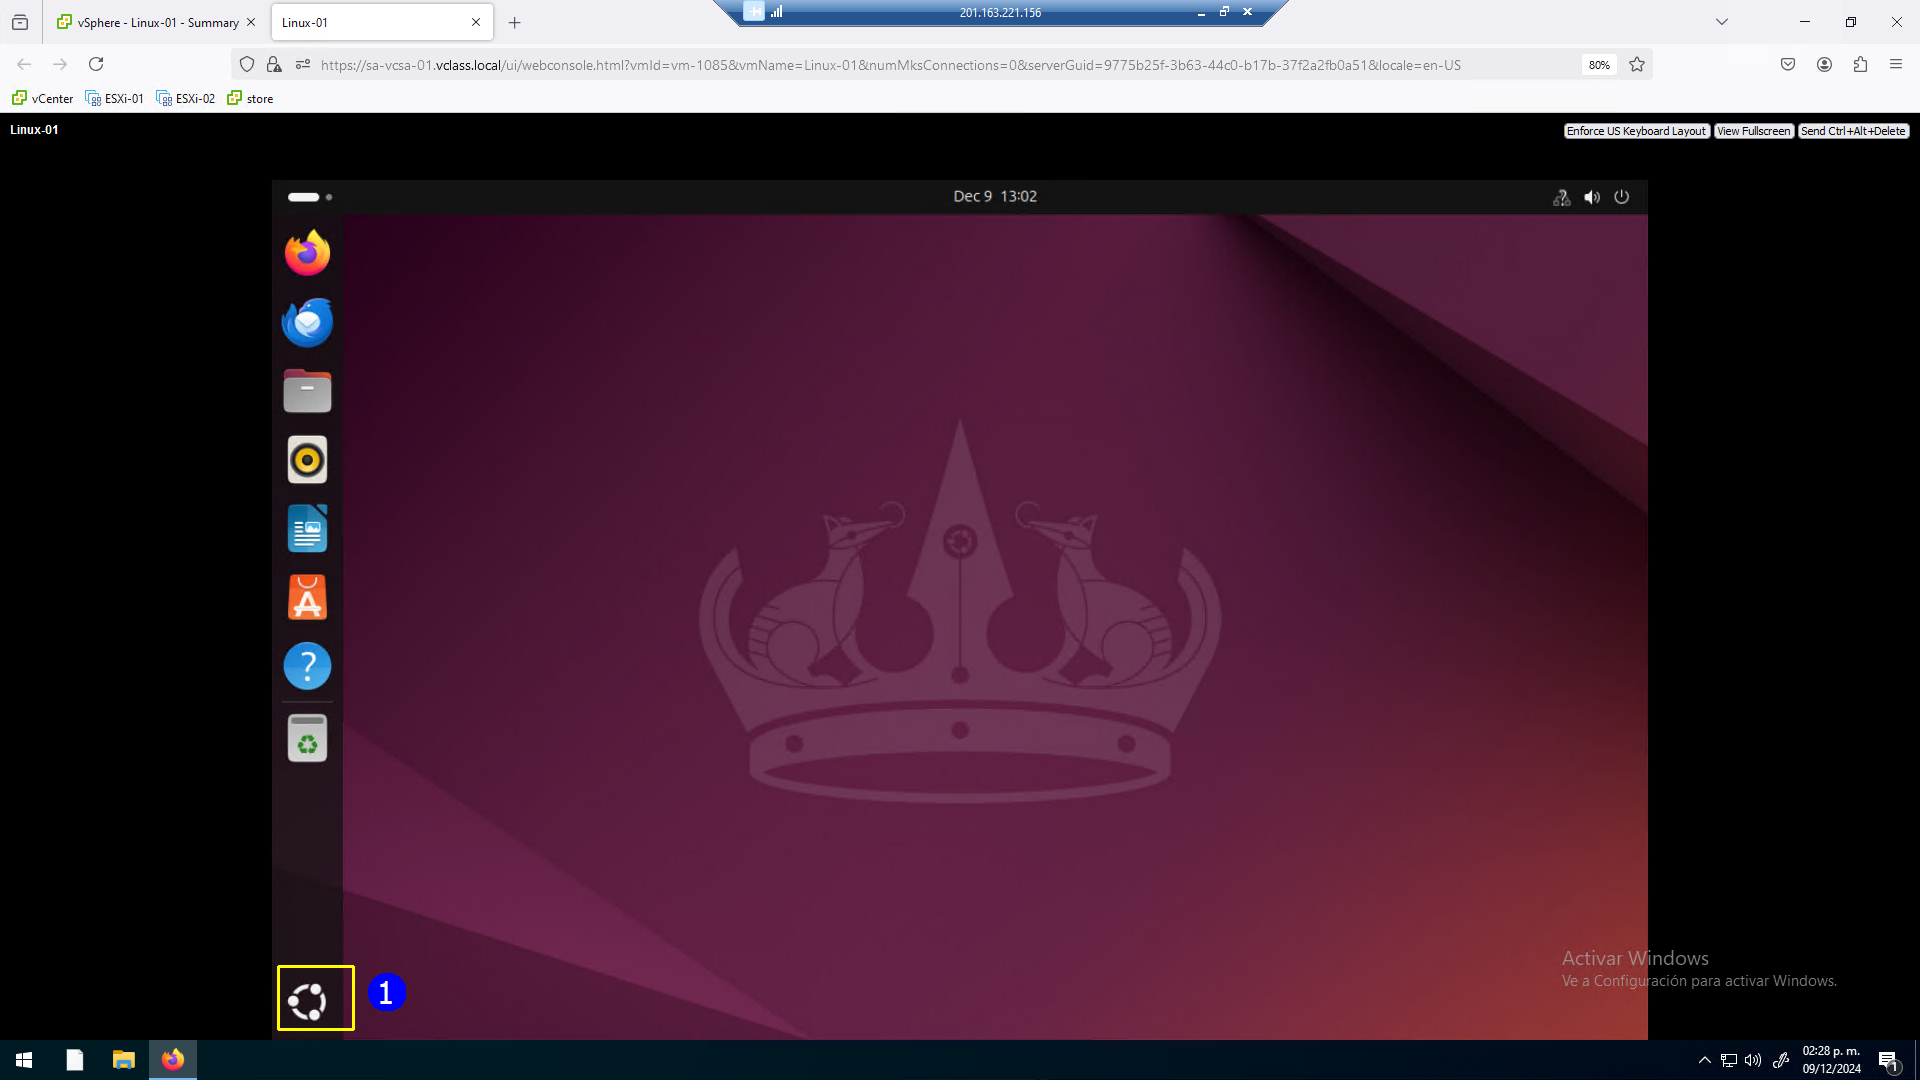 201.163.221.156
vSphere - Linux-01 - Summary
Linux-01
https://sa-vcsa-01.vclass.local/ui/webconsole.html?vmId=vm-1085&vmName=Linux-01&numMksConnections=0&serverGuid=9775b25f-3b63-44c0-b17b-37f2a2fb0a51&locale=en-US
80%
vCenter
ESXi-01
ESXi-02
store
Linux-01
Enforce US Keyboard Layout
View Fullscreen
Send Ctrl+Alt+Delete
Dec 9 13:02
1
Activar Windows
Ve a Configuración para activar Windows.
02:28 p. m.
09/12/2024
1